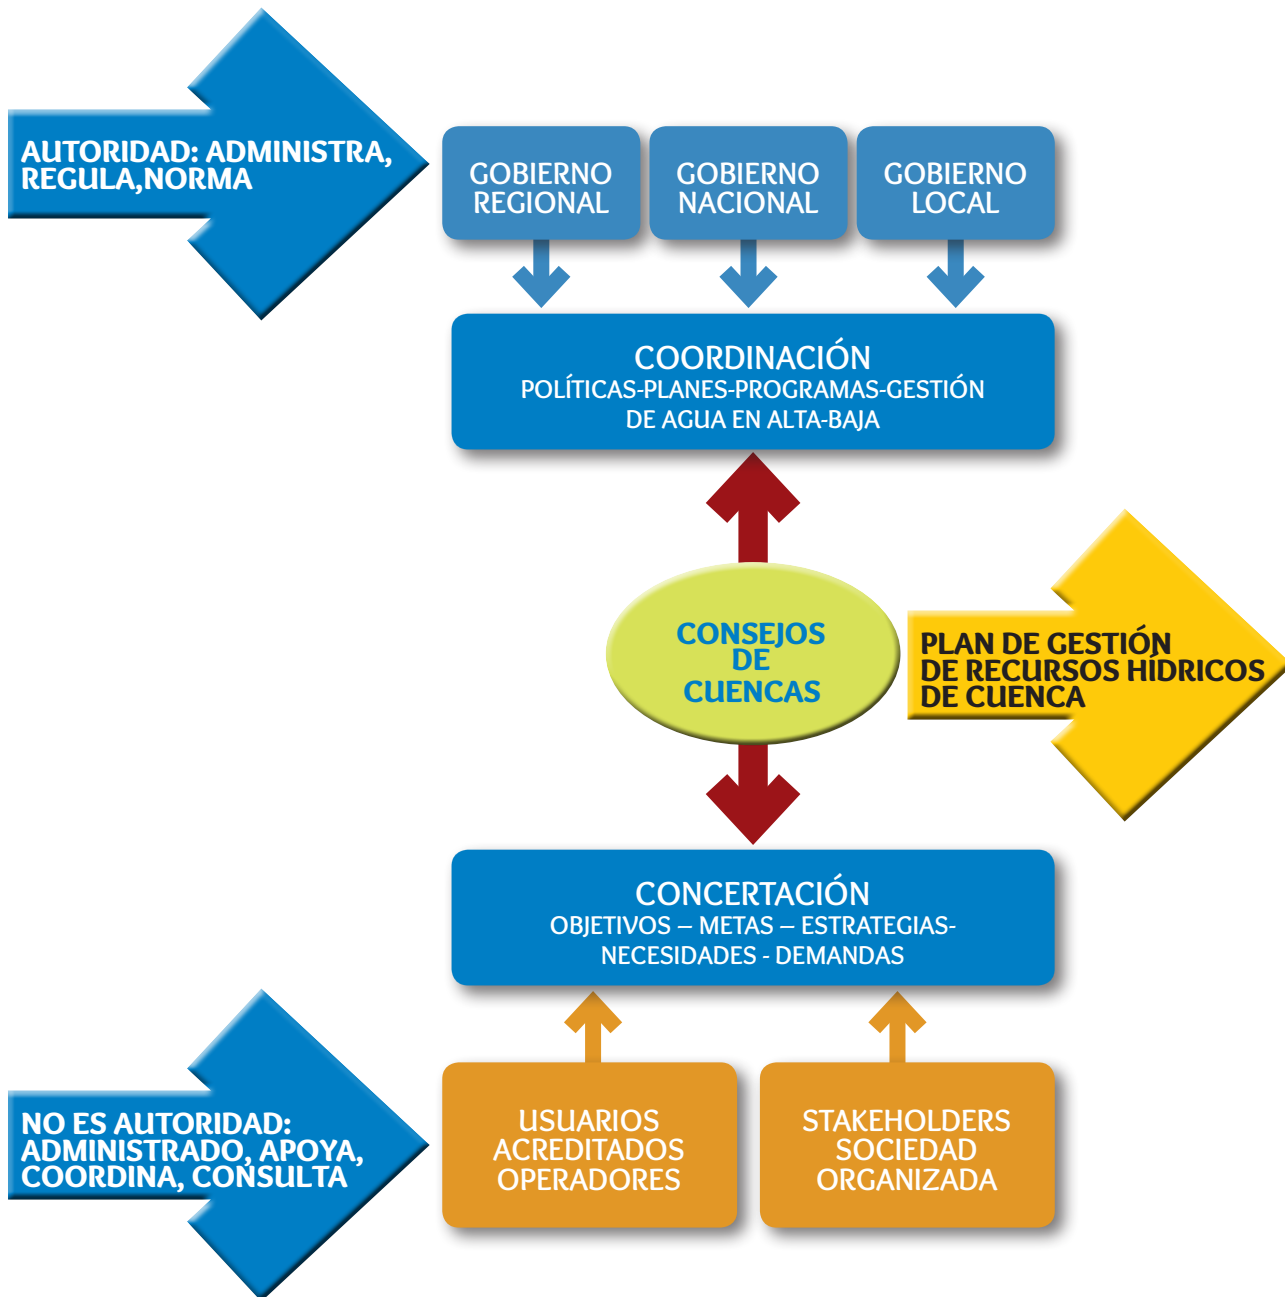 AUTORIDAD: ADMINISTRA,
REGULA,NORMA
GOBIERNO
REGIONAL
GOBIERNO
NACIONAL
GOBIERNO
LOCAL
COORDINACIÓN
POLÍTICAS-PLANES-PROGRAMAS-GESTIÓN
DE AGUA EN ALTA-BAJA
CONSEJOS
DE
CUENCAS
PLAN DE GESTIÓN
DE RECURSOS HÍDRICOS
DE CUENCA
CONCERTACIÓN
OBJETIVOS – METAS – ESTRATEGIAS-
NECESIDADES - DEMANDAS
NO ES AUTORIDAD:
ADMINISTRADO, APOYA,
COORDINA, CONSULTA
USUARIOS
ACREDITADOS
OPERADORES
STAKEHOLDERS
SOCIEDAD
ORGANIZADA